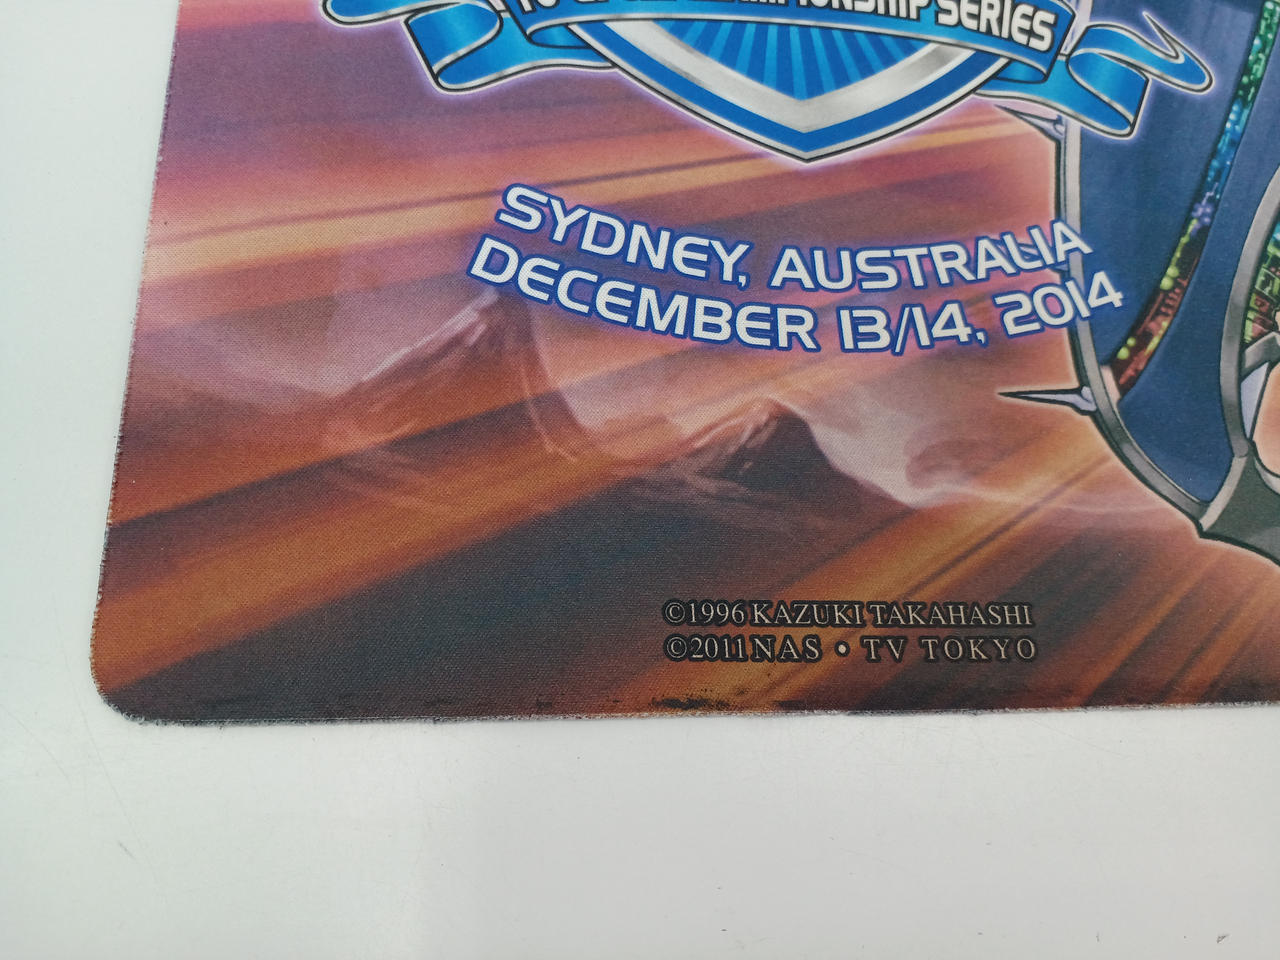 CHAMPIONSHIP SERIES
SYDNEY, AUSTRALIA
DECEMBER 13/14, 2014
©1996 KAZUKI TAKAHASHI
©2011 NAS • TV TOKYO